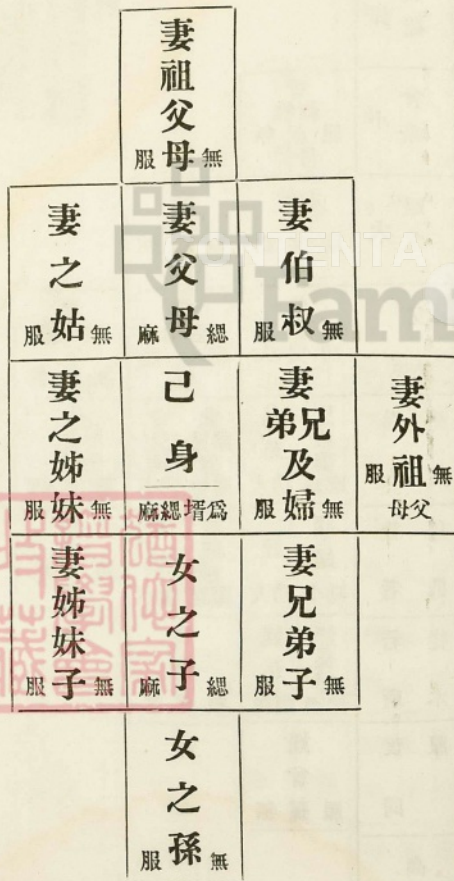 妻祖父母 無服
妻伯叔 無服
妻父母 緦麻
妻之姑 無服
妻外祖父母 無服
妻兄弟及婦 無服
己身 爲壻緦麻
妻之姊妹 無服
妻兄弟子 無服
女之子 緦麻
妻姊妹子 無服
女之孫 無服